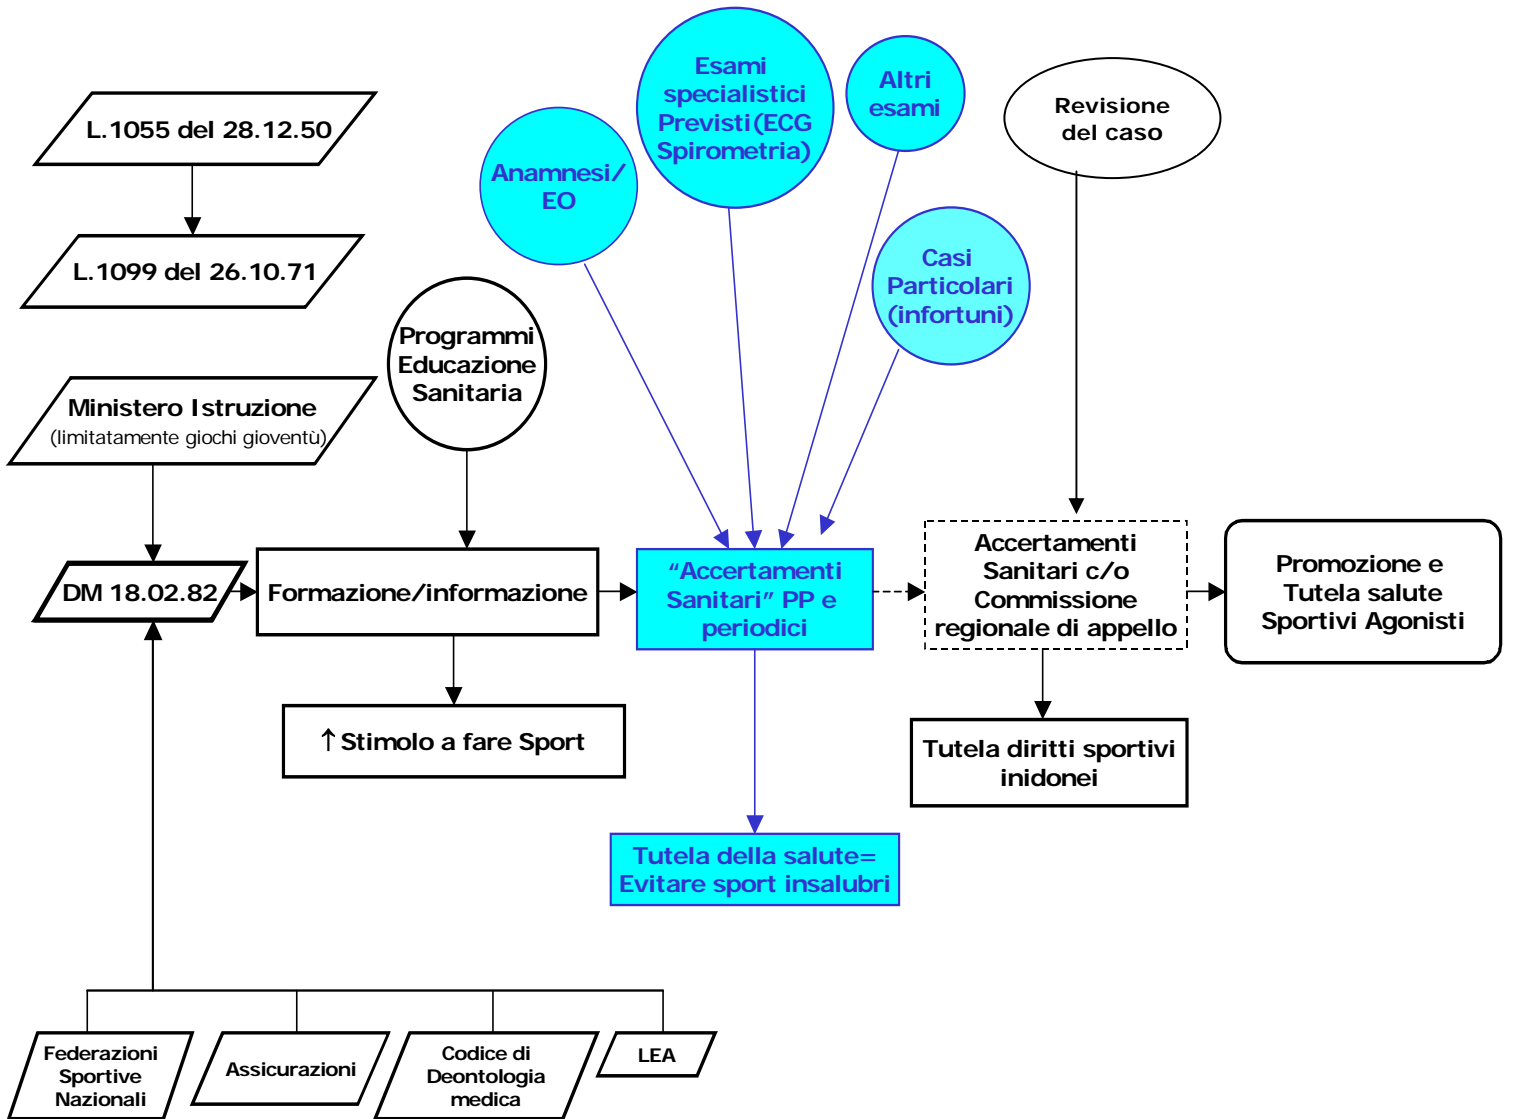 L.1055 del 28.12.50
L.1099 del 26.10.71
Ministero Istruzione
(limitatamente giochi gioventù)
DM 18.02.82
Programmi
Educazione
Sanitaria
Formazione/informazione
↑ Stimolo a fare Sport
Anamnesi/
EO
Esami
specialistici
Previsti(ECG
Spirometria)
Altri
esami
Casi
Particolari
(infortuni)
“Accertamenti
Sanitari” PP e
periodici
Tutela della salute=
Evitare sport insalubri
Revisione
del caso
Accertamenti
Sanitari c/o
Commissione
regionale di appello
Tutela diritti sportivi
inidonei
Promozione e
Tutela salute
Sportivi Agonisti
Federazioni
Sportive
Nazionali
Assicurazioni
Codice di
Deontologia
medica
LEA